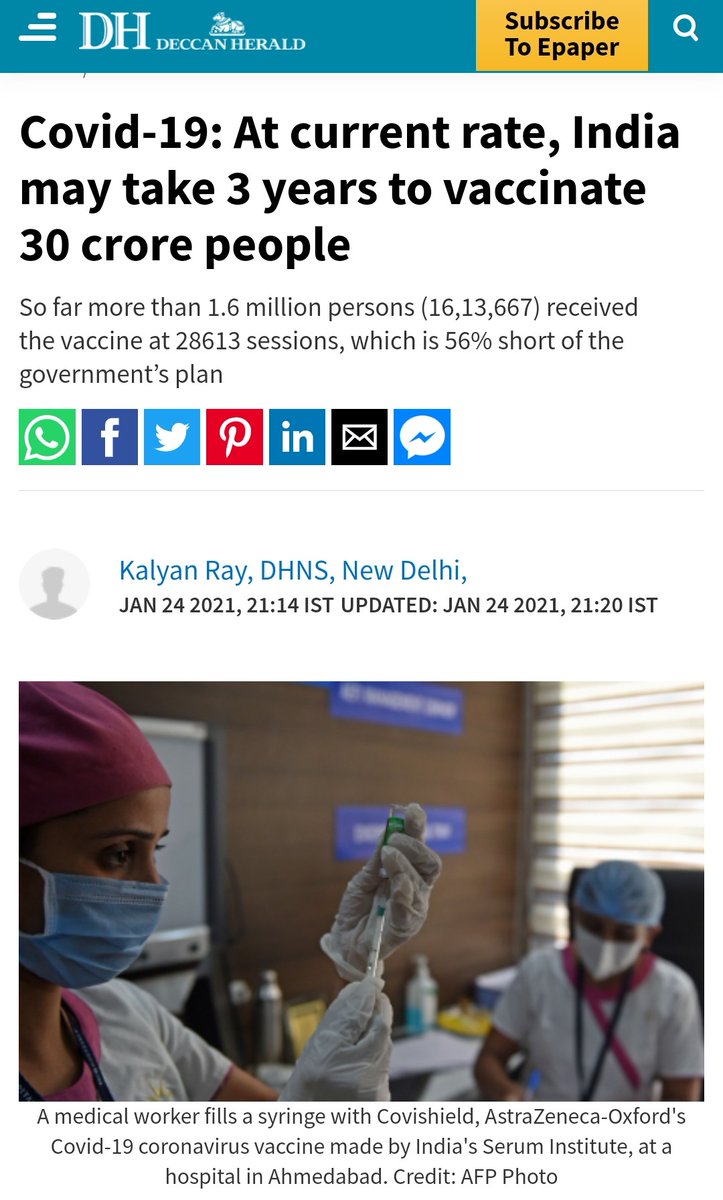 DH DECCAN HERALD
Subscribe
To Epaper
Covid-19: At current rate, India
may take 3 years to vaccinate
30 crore people
So far more than 1.6 million persons (16,13,667) received
the vaccine at 28613 sessions, which is 56% short of the
government’s plan
Kalyan Ray, DHNS, New Delhi,
JAN 24 2021, 21:14 IST UPDATED: JAN 24 2021, 21:20 IST
A medical worker fills a syringe with Covishield, AstraZeneca-Oxford's
Covid-19 coronavirus vaccine made by India's Serum Institute, at a
hospital in Ahmedabad. Credit: AFP Photo